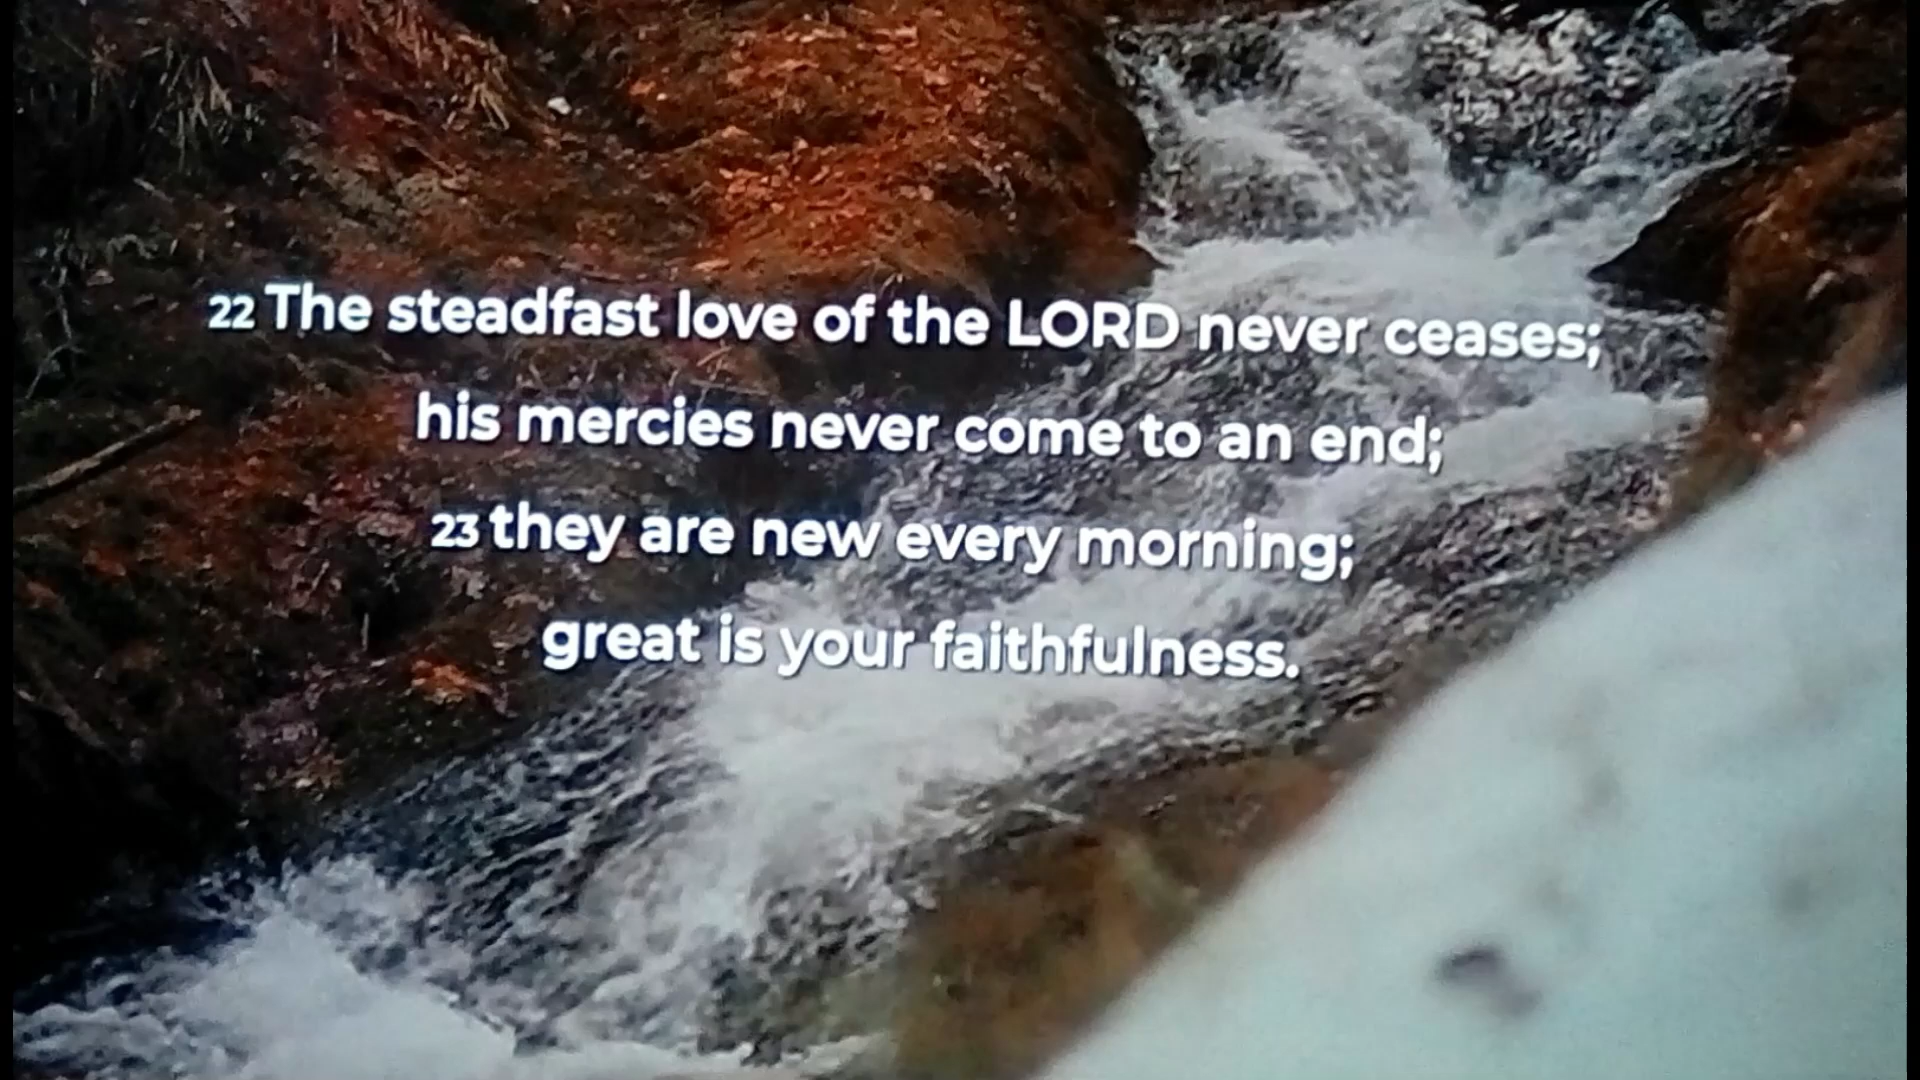 22 The steadfast love of the LORD never ceases;
his mercies never come to an end;
23 they are new every morning;
great is your faithfulness.